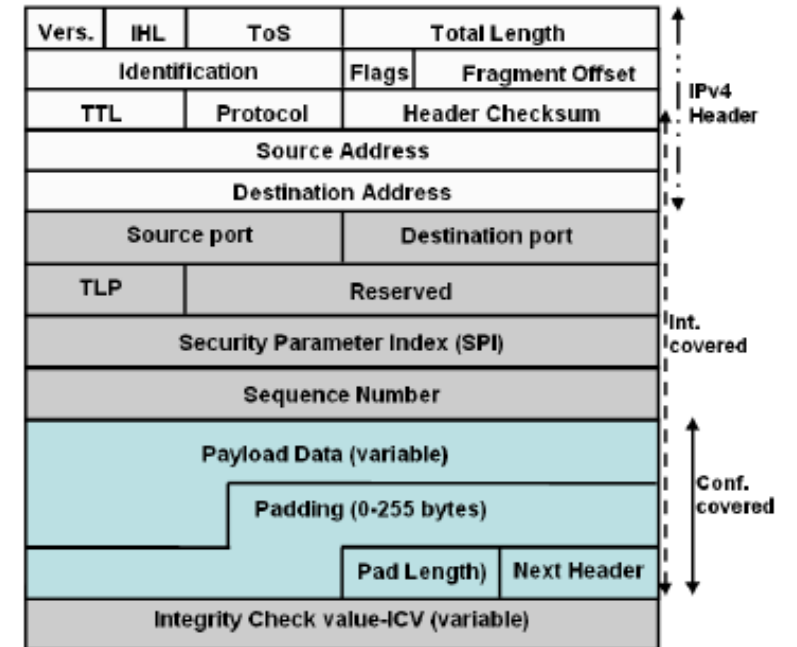 Vers. IHL ToS Total Length
Identification Flags Fragment Offset
TTL Protocol Header Checksum
Source Address
Destination Address
Source port Destination port
TLP Reserved
Security Parameter Index (SPI)
Sequence Number
Payload Data (variable)
Padding (0-255 bytes)
Pad Length) Next Header
Integrity Check value-ICV (variable)
IPv4
Header
Int.
covered
Conf.
covered